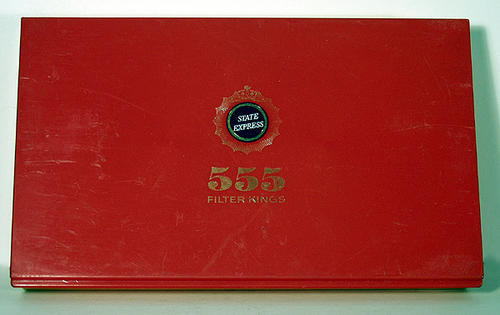 STATE
EXPRESS
555
FILTER KINGS